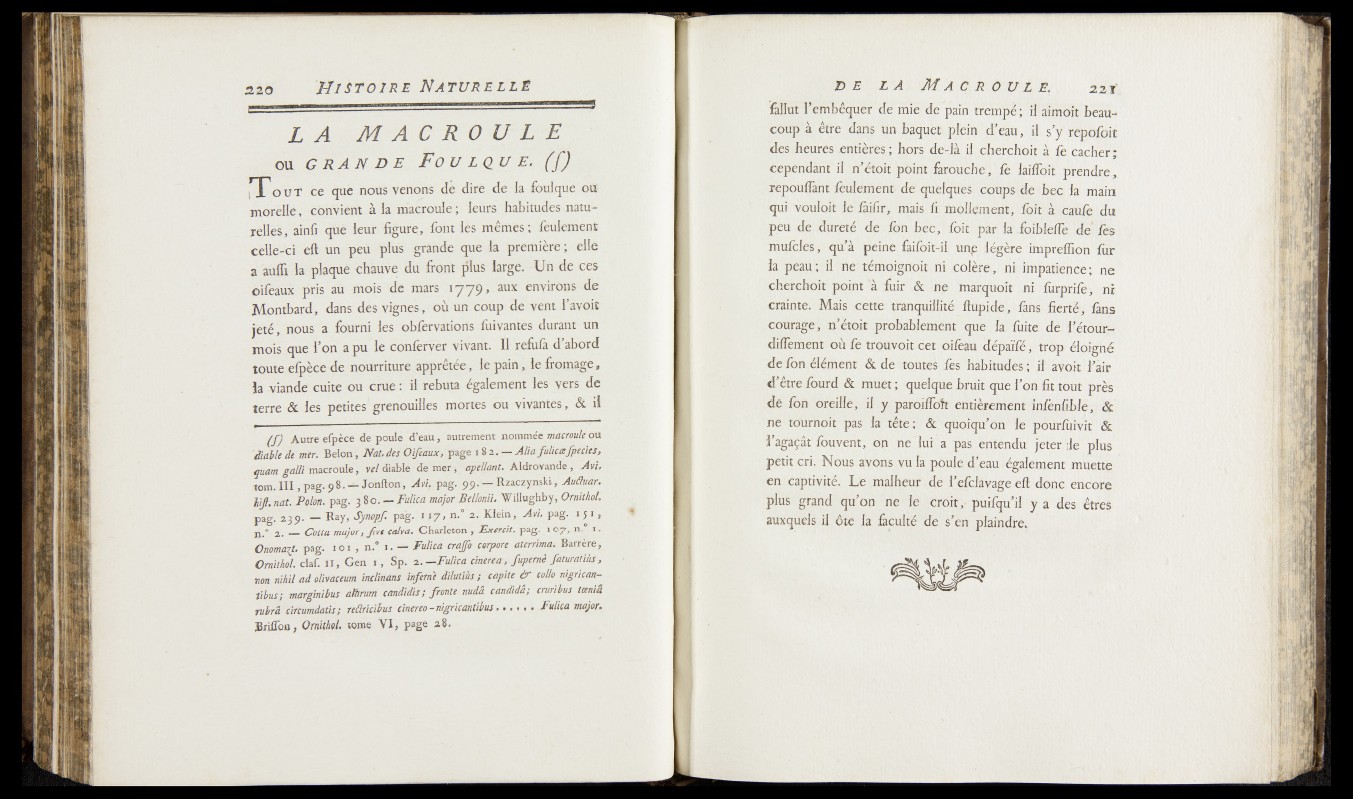 220 HISTOIRE NATURELLE
LA MACROULE
ou GRANDE FOULQUE. (ſ)
TOUT ce que nous venons de dire de la foulque ou
morelle, convient à la macroule; leurs habitudes natu-
relles, ainſi que leur figure, ſont les mêmes; ſeulement
celle-ci eſt un peu plus grande que la première; elle
a auſſi la plaque chauve du front plus large. Un de ces
oiſeaux pris au mois de mars 1779, aux environs de
Montbard, dans des vignes, où un coup de vent l'avoit
jeté, nous a fourni les obſervations ſuivantes durant un
mois que l'on a pu le conſerver vivant. Il refuſa d'abord
toute eſpèce de nourriture apprêtée, le pain, le fromage,
la viande cuite ou crue: il rebuta également les vers de
terre & les petites grenouilles mortes ou vivantes, & il
(ſ) Autre eſpèce de poule d'eau, autrement nommée macroule ou
diable de mer. Belon, Nat. des Oiſeaux, page 182. — Alia fulicæ ſpecies,
quam galli macroule, vel diable de mer, apellant. Aldrovande, Avi.
tom. III, pag. 98. — Jonſton, Avi. pag. 99. — Rzaczynski, Auctuar.
hiſt. nat. Polon. pag. 380. — Fulica major Bellonii. Willughby, Ornithol.
pag. 239. — Ray, Synopſ. pag. 117, n.° 2. Klein, Avi. pag. 151,
n.° 2. — Cotta major, ſive calva. Charleton, Exercit. pag. 107, n.° 1.
Onomazt. pag. 101, n.° 1. — Fulica craſſo corpore aterrima. Barrère,
Ornithol. claſ. II, Gen 1, Sp. 2. — Fulica cinerea, ſupernè ſaturatiùs,
non nihil ad olivaceum inclinans infernè dilutiùs; capite & collo nigrican-
tibus; marginibus alarum candidis; fronte nudâ candidâ; cruribus tæniâ
rubrâ circumdatis; rectricibus cinereo-nigricantibus...... Fulica major.
Briſſon, Ornithol. tome VI, page 28.
DE LA MACROULE. 221
fallut l'embêquer de mie de pain trempé; il aimoit beau-
coup à être dans un baquet plein d'eau, il s'y repoſoit
des heures entières; hors de-là il cherchoit à ſe cacher;
cependant il n'étoit point farouche, ſe laiſſoit prendre,
repouſſant ſeulement de quelques coups de bec la main
qui vouloit le ſaiſir, mais ſi mollement, ſoit à cauſe du
peu de dureté de ſon bec, ſoit par la foibleſſe de ſes
muſcles, qu'à peine faiſoit-il une légère impreſſion ſur
la peau; il ne témoignoit ni colère, ni impatience; ne
cherchoit point à fuir & ne marquoit ni ſurpriſe, ni
crainte. Mais cette tranquillité ſtupide, ſans fierté, ſans
courage, n'étoit probablement que la ſuite de l'étour-
diſſement où ſe trouvoit cet oiſeau dépaïſé, trop éloigné
de ſon élément & de toutes ſes habitudes; il avoit l'air
d'être ſourd & muet; quelque bruit que l'on fît tout près
de ſon oreille, il y paroiſſoit entièrement inſenſible, &
ne tournoit pas la tête; & quoiqu'on le pourſuivît &
l'agaçât ſouvent, on ne lui a pas entendu jeter le plus
petit cri. Nous avons vu la poule d'eau également muette
en captivité. Le malheur de l'eſclavage eſt donc encore
plus grand qu'on ne le croit, puiſqu'il y a des êtres
auxquels il ôte la faculté de s'en plaindre.